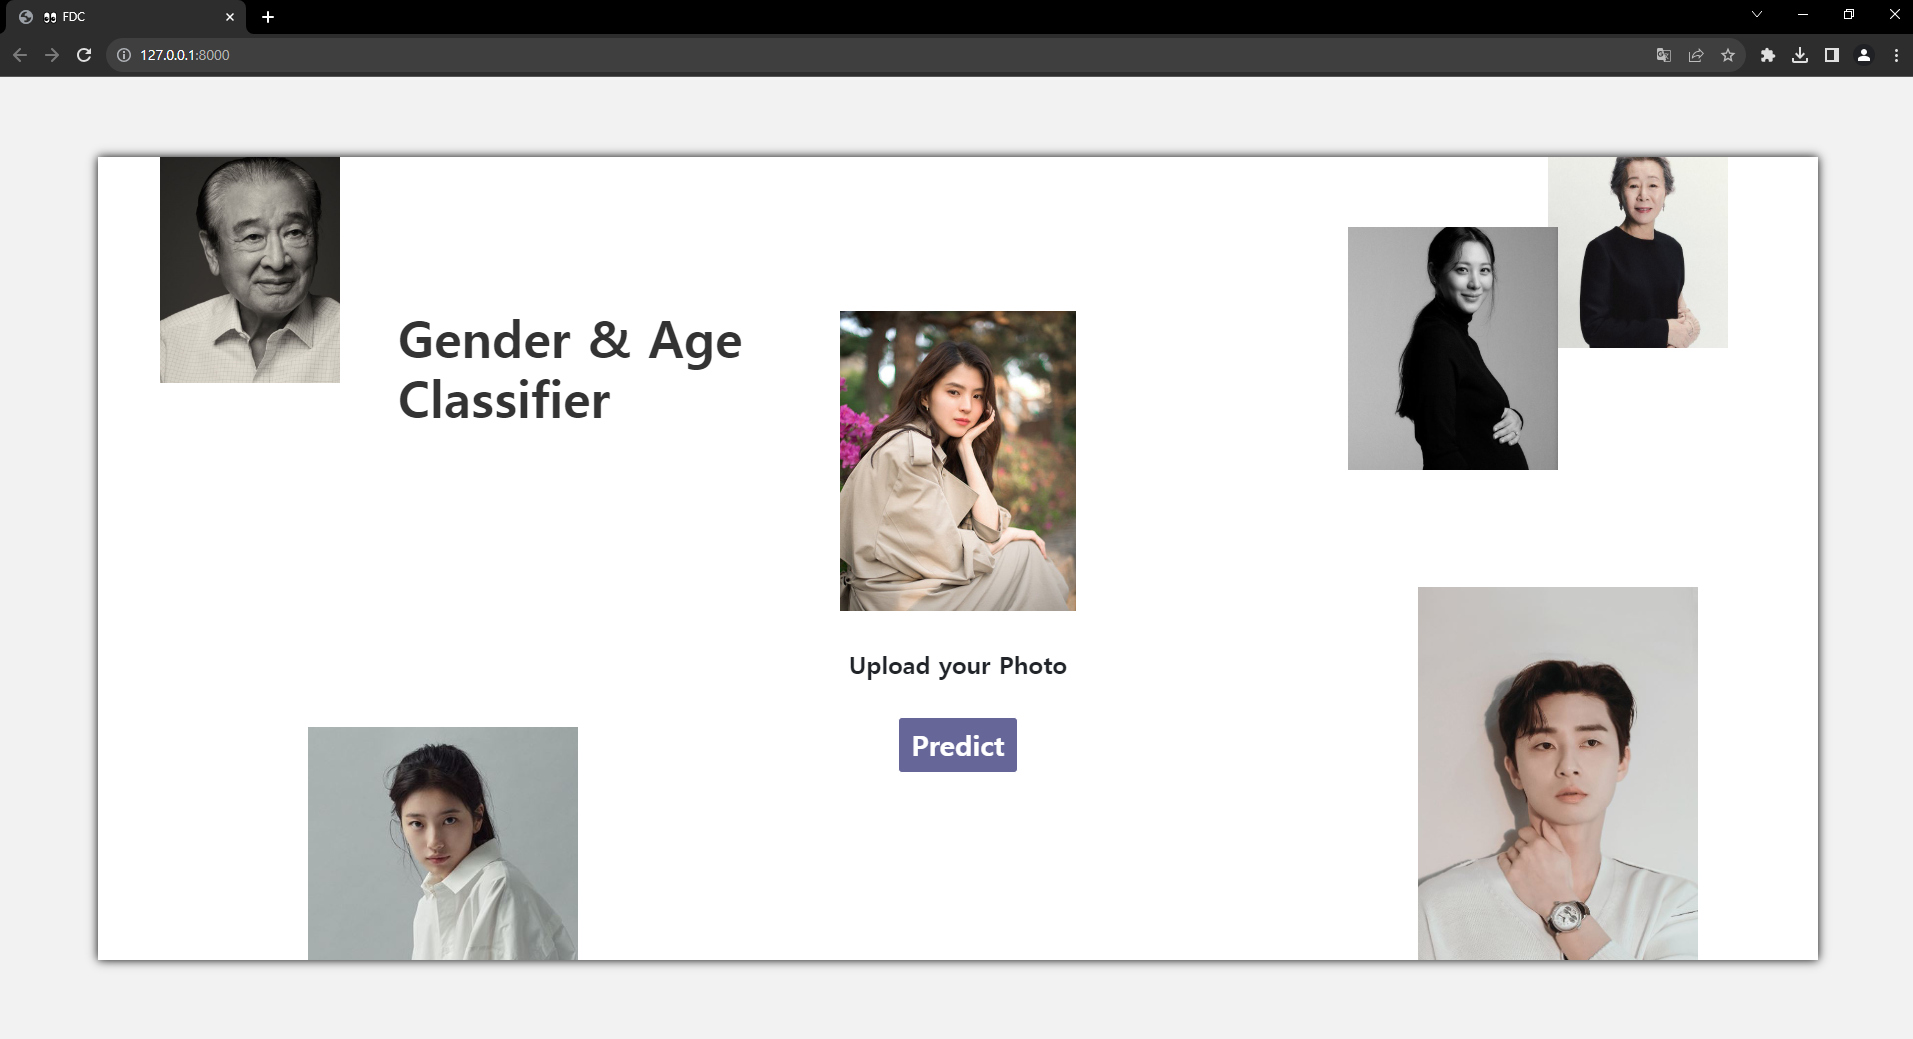 FDC
127.0.0.1:8000
Gender & Age
Classifier
Upload your Photo
Predict